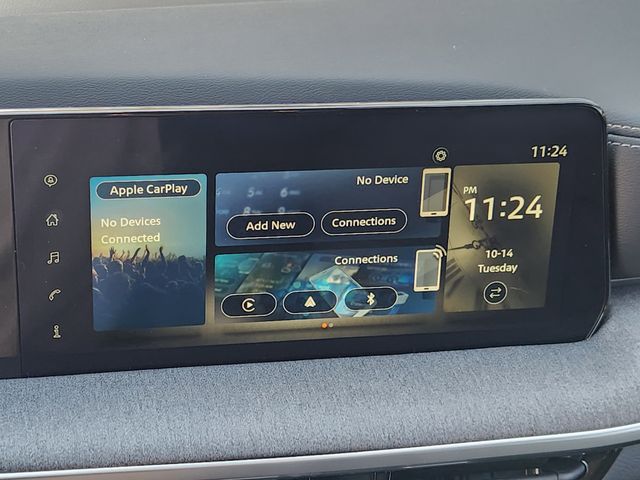 11:24
Apple CarPlay
No Devices
Connected
No Device
Add New
Connections
Connections
PM
11:24
10-14
Tuesday